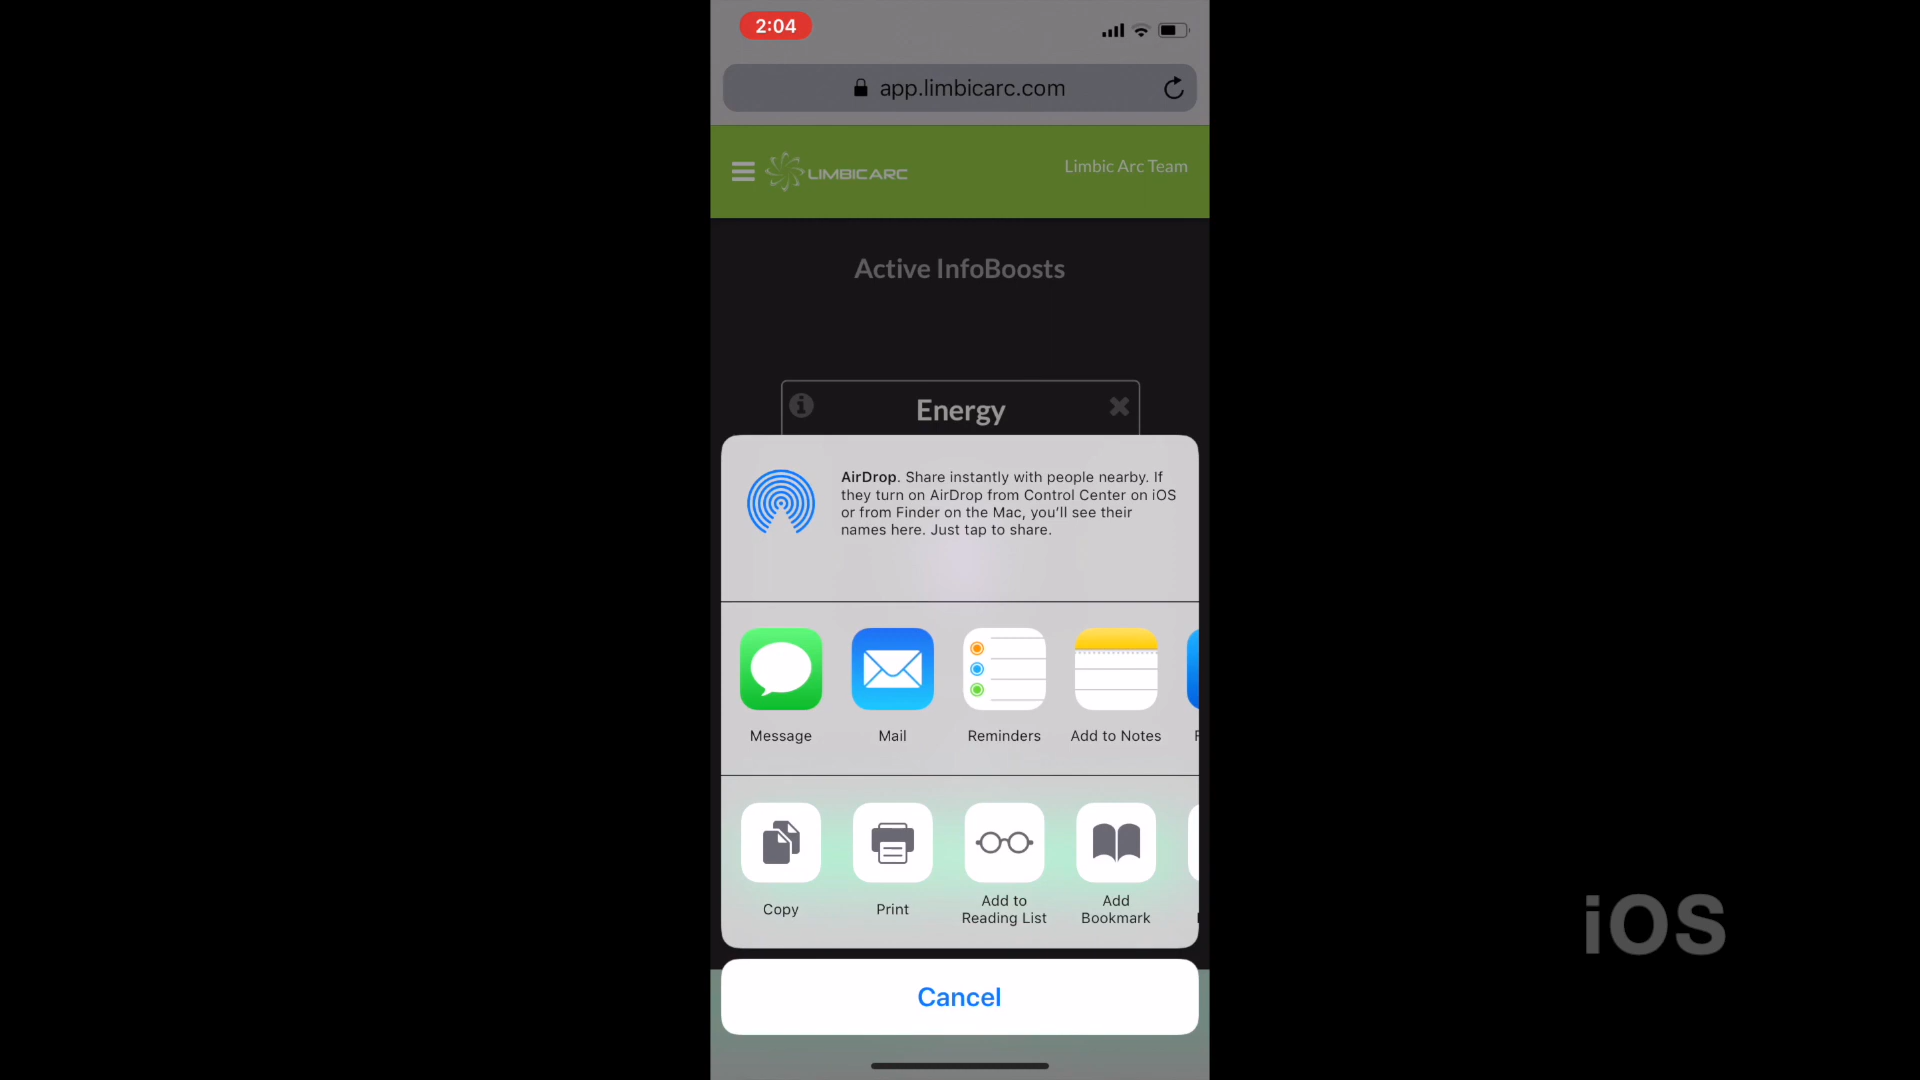 2:04
app.limbicarc.com
LIMBIC ARC
Limbic Arc Team
Active InfoBoosts
Energy
AirDrop. Share instantly with people nearby. If
they turn on AirDrop from Control Center on iOS
or from Finder on the Mac, you'll see their
names here. Just tap to share.
Message
Mail
Reminders
Add to Notes
Copy
Print
Add to
Reading List
Add
Bookmark
iOS
Cancel